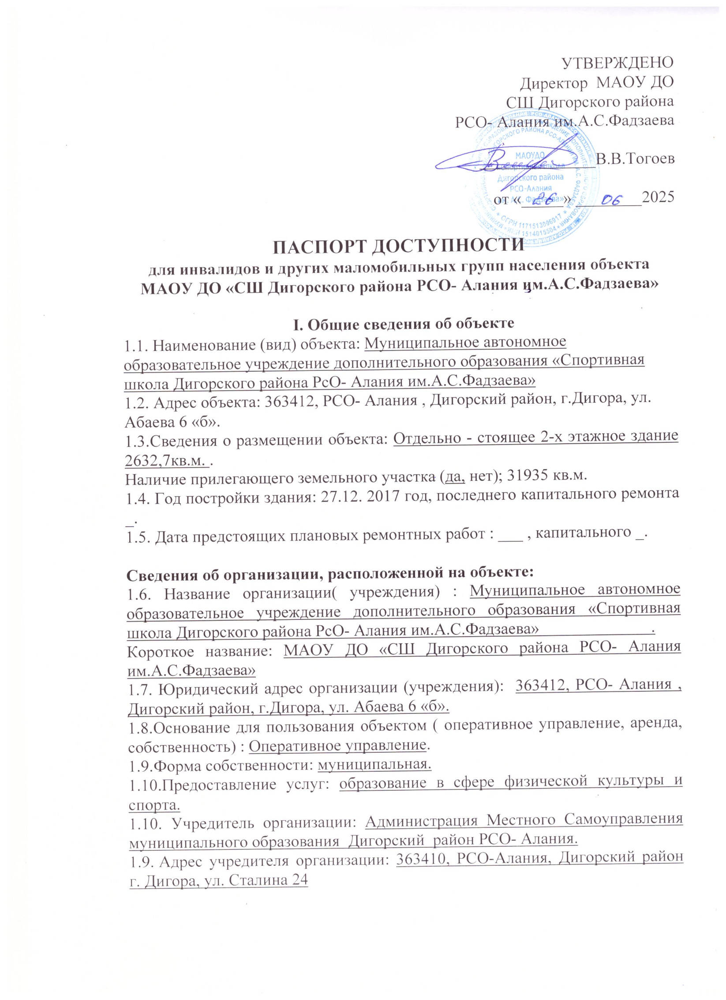 УТВЕРЖДЕНО
Директор МАОУ ДО
СШ Дигорского района
РСО- Алания им.А.С.Фадзаева
______________В.В.Тогоев
МАОУДО
школа
Дигорского района
РСО-Алания
им. А.С. Фадзаева»
ОГРН 1171513006917
ИНН 1514015504
от «26» 06 2025
ПАСПОРТ ДОСТУПНОСТИ
для инвалидов и других маломобильных групп населения объекта
МАОУ ДО «СШ Дигорского района РСО- Алания им.А.С.Фадзаева»
I. Общие сведения об объекте
1.1. Наименование (вид) объекта: Муниципальное автономное
образовательное учреждение дополнительного образования «Спортивная
школа Дигорского района РсО- Алания им.А.С.Фадзаева»
1.2. Адрес объекта: 363412, РСО- Алания , Дигорский район, г.Дигора, ул.
Абаева 6 «б».
1.3.Сведения о размещении объекта: Отдельно - стоящее 2-х этажное здание
2632,7кв.м. .
Наличие прилегающего земельного участка (да, нет); 31935 кв.м.
1.4. Год постройки здания: 27.12. 2017 год, последнего капитального ремонта
_.
1.5. Дата предстоящих плановых ремонтных работ : ___ , капитального _.
Сведения об организации, расположенной на объекте:
1.6. Название организации( учреждения) : Муниципальное автономное
образовательное учреждение дополнительного образования «Спортивная
школа Дигорского района РсО- Алания им.А.С.Фадзаева» .
Короткое название: МАОУ ДО «СШ Дигорского района РСО- Алания
им.А.С.Фадзаева»
1.7. Юридический адрес организации (учреждения): 363412, РСО- Алания ,
Дигорский район, г.Дигора, ул. Абаева 6 «б».
1.8.Основание для пользования объектом ( оперативное управление, аренда,
собственность) : Оперативное управление.
1.9.Форма собственности: муниципальная.
1.10.Предоставление услуг: образование в сфере физической культуры и
спорта.
1.10. Учредитель организации: Администрация Местного Самоуправления
муниципального образования Дигорский район РСО- Алания.
1.9. Адрес учредителя организации: 363410, РСО-Алания, Дигорский район
г. Дигора, ул. Сталина 24